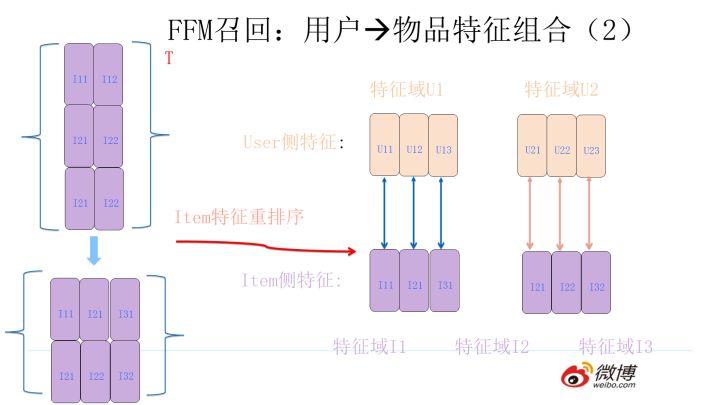 FFM召回：用户→物品特征组合（2）
T
I11 I12
I21 I22
I21 I22
特征域U1 特征域U2
User侧特征:
U11 U12 U13 U21 U22 U23
Item特征重排序
Item侧特征:
I11 I21 I31 I21 I22 I32
I11 I21 I31
I21 I22 I32
特征域I1 特征域I2 特征域I3
微博
weibo.com